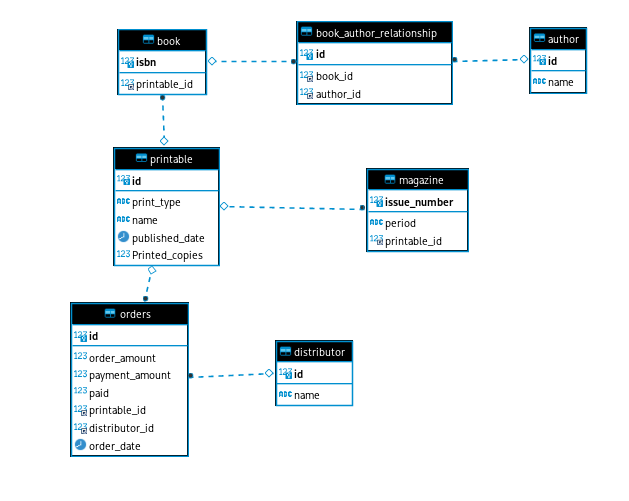 book
123 isbn
123 printable_id
book_author_relationship
123 id
123 book_id
123 author_id
author
123 id
ABC name
printable
123 id
ABC print_type
ABC name
published_date
123 Printed_copies
magazine
123 issue_number
ABC period
123 printable_id
orders
123 id
123 order_amount
123 payment_amount
123 paid
123 printable_id
123 distributor_id
order_date
distributor
123 id
ABC name